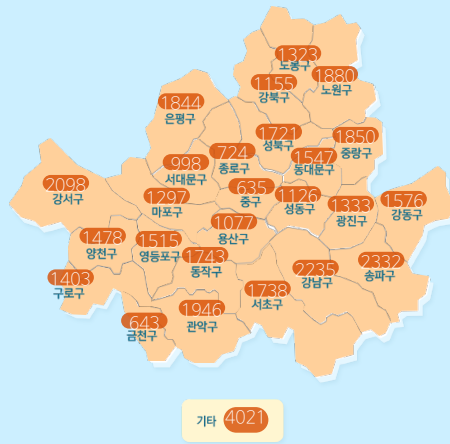 1323
노봉구
1155
강북구
1880
노원구
1844
은평구
1721
성북구
1850
중랑구
724
종로구
1547
동대문구
998
서대문구
2098
강서구
1297
마포구
635
중구
1126
성동구
1333
광진구
1576
강동구
1077
용산구
1478
양천구
1515
영등포구
1743
동작구
2332
송파구
2235
강남구
1403
구로구
1738
서초구
1946
관악구
643
금천구
기타 4021